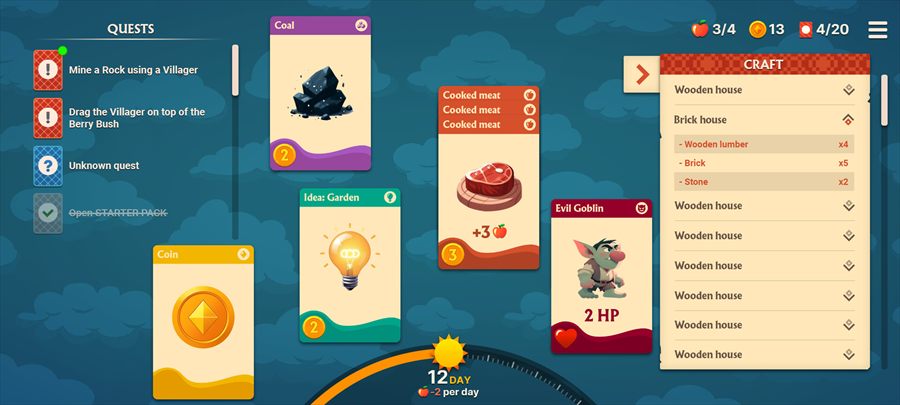 QUESTS
Mine a Rock using a Villager
Drag the Villager on top of the
Berry Bush
Unknown quest
Open STARTER PACK
Coal
2
Coin
Idea: Garden
2
Cooked meat
Cooked meat
Cooked meat
+3
3
Evil Goblin
2 HP
12 DAY
-2 per day
3/4 13 4/20
CRAFT
Wooden house
Brick house
- Wooden lumber x4
- Brick x5
- Stone x2
Wooden house
Wooden house
Wooden house
Wooden house
Wooden house
Wooden house